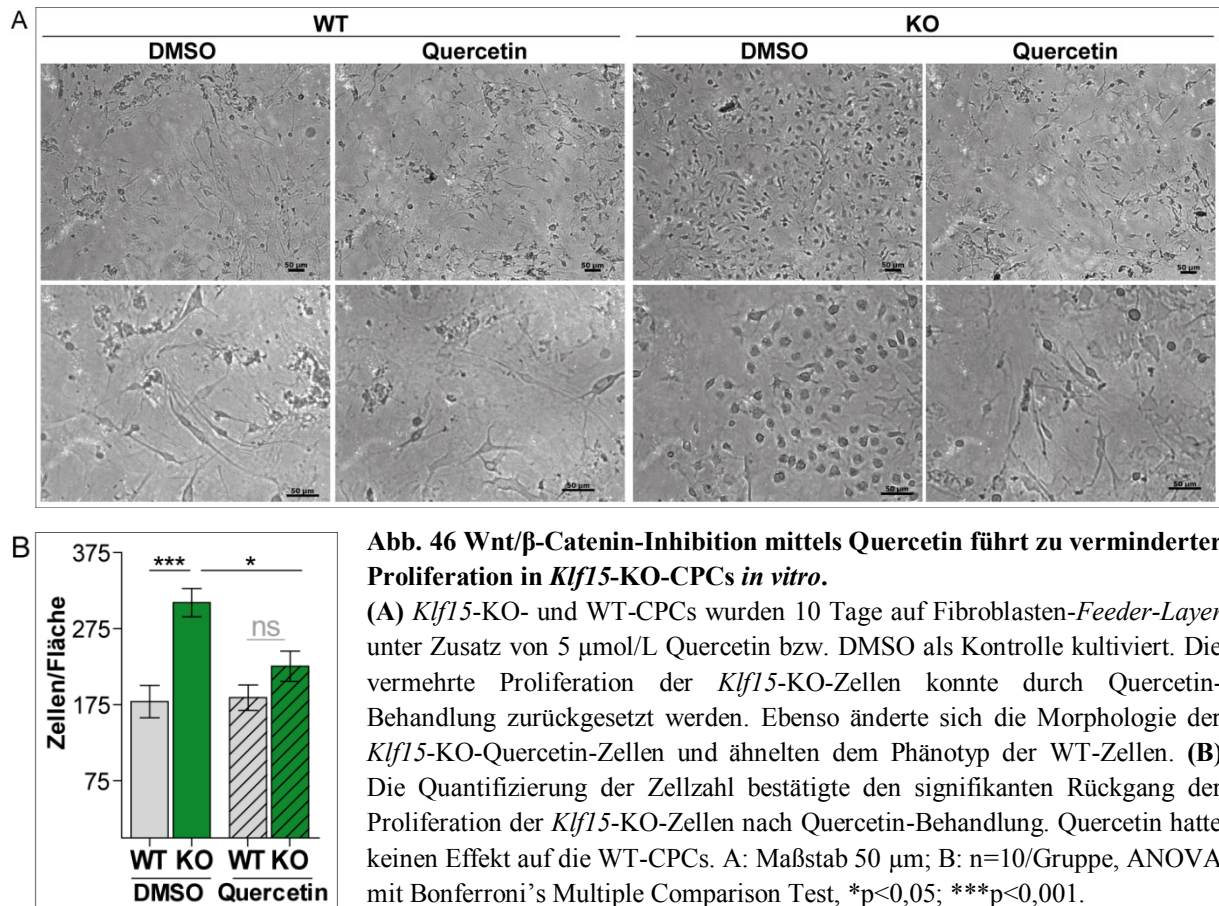 A
WT
KO
DMSO
Quercetin
DMSO
Quercetin
50 µm
50 µm
50 µm
50 µm
50 µm
50 µm
50 µm
50 µm
B
Zellen/Fläche
375
275
175
75
***
*
ns
WT KO WT KO
DMSO Quercetin
Abb. 46 Wnt/β-Catenin-Inhibition mittels Quercetin führt zu verminderter
Proliferation in Klf15-KO-CPCs in vitro.
(A) Klf15-KO- und WT-CPCs wurden 10 Tage auf Fibroblasten-Feeder-Layer
unter Zusatz von 5 µmol/L Quercetin bzw. DMSO als Kontrolle kultiviert. Die
vermehrte Proliferation der Klf15-KO-Zellen konnte durch Quercetin-
Behandlung zurückgesetzt werden. Ebenso änderte sich die Morphologie der
Klf15-KO-Quercetin-Zellen und ähnelten dem Phänotyp der WT-Zellen. (B)
Die Quantifizierung der Zellzahl bestätigte den signifikanten Rückgang der
Proliferation der Klf15-KO-Zellen nach Quercetin-Behandlung. Quercetin hatte
keinen Effekt auf die WT-CPCs. A: Maßstab 50 µm; B: n=10/Gruppe, ANOVA
mit Bonferroni’s Multiple Comparison Test, *p<0,05; ***p<0,001.